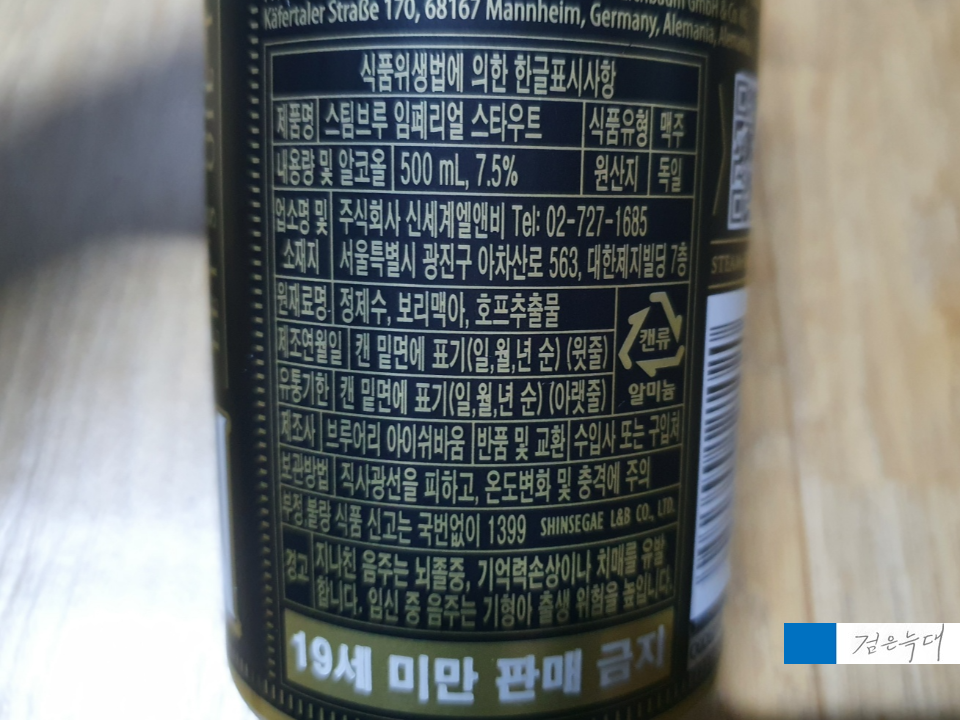 GmbH & Co
Käfertaler Straße 170, 68167 Mannheim, Germany, Alemania,
식품위생법에 의한 한글표시사항
제품명 스팀브루 임페리얼 스타우트 식품유형 맥주
내용량 및 알코올 500 mL, 7.5% 원산지 독일
업소명 및 소재지 주식회사 신세계엘앤비 Tel: 02-727-1685
서울특별시 광진구 아차산로 563, 대한제지빌딩 7층
원재료명 정제수, 보리맥아, 호프추출물
제조연월일 캔 밑면에 표기(일,월,년 순) (윗줄)
유통기한 캔 밑면에 표기(일,월,년 순) (아랫줄)
캔류
알미늄
제조사 브루어리 아이쉬바움 반품 및 교환 수입사 또는 구입처
보관방법 직사광선을 피하고, 온도변화 및 충격에 주의
부정 불량 식품 신고는 국번없이 1399 SHINSEGAE L&B CO., LTD.
경고 지나친 음주는 뇌졸중, 기억력손상이나 치매를 유발
합니다. 임신 중 음주는 기형아 출생 위험을 높입니다.
19세 미만 판매 금지
STEAM
검은늑대